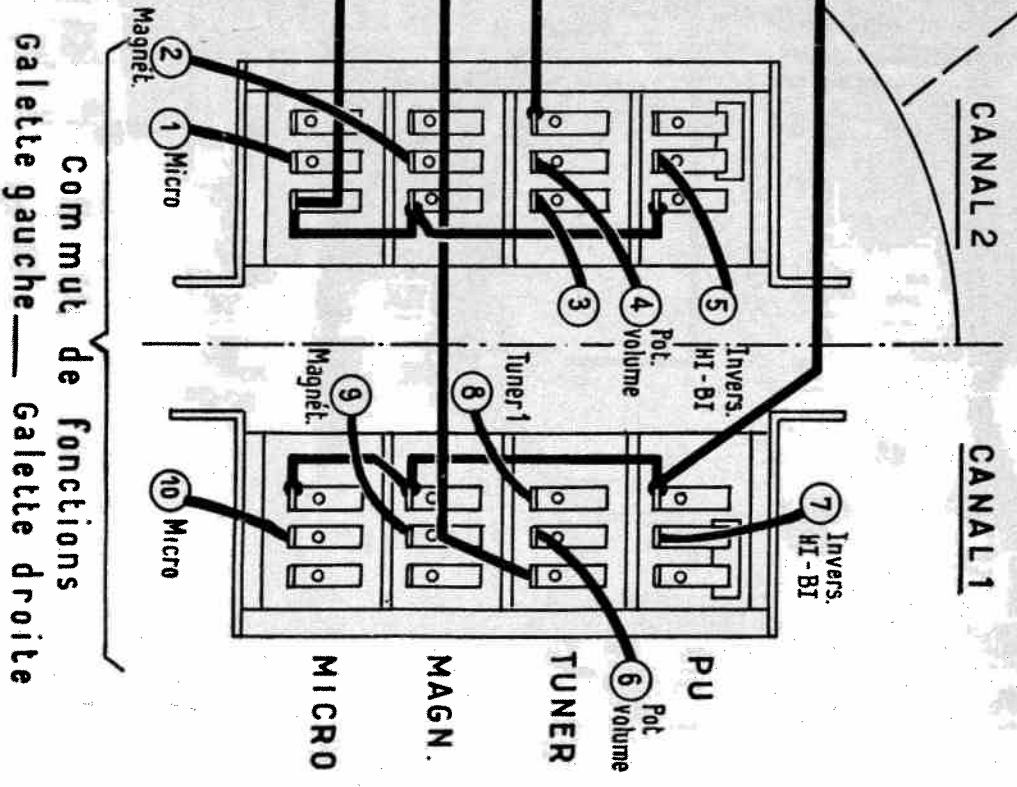 CANAL 2
CANAL 1
② Magnét.
① Micro
③
④ Pot.
volume
⑤
Invers.
HI-BI
⑦ Invers.
HI-BI
⑧ Tuner 1
⑨ Magnét.
⑩ Micro
⑥ Pot
volume
PU
TUNER
MAGN.
MICRO
Commut de fonctions
Galette gauche — Galette droite